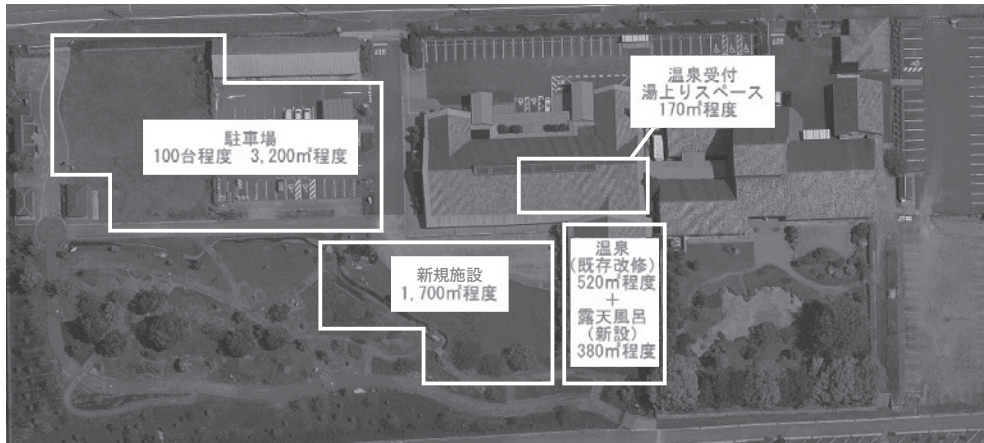 温泉受付
湯上りスペース
170㎡程度
駐車場
100台程度 3,200㎡程度
新規施設
1,700㎡程度
温泉
(既存改修)
520㎡程度
+
露天風呂
(新設)
380㎡程度